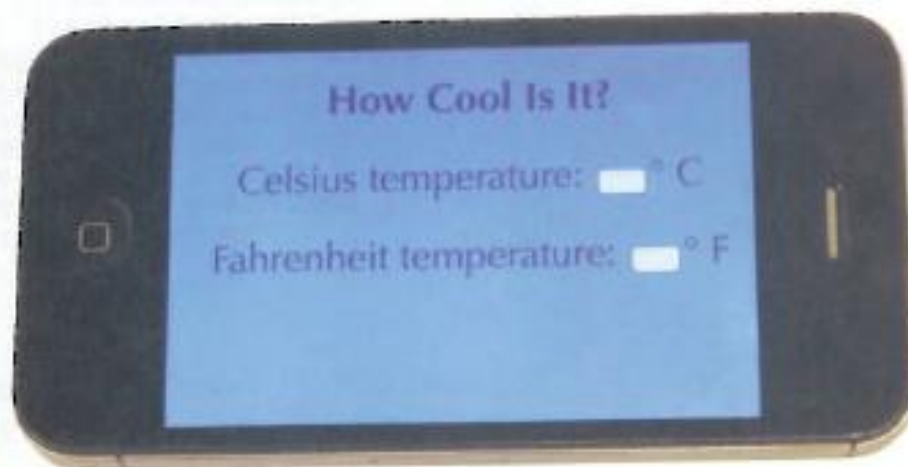 How Cool Is It?
Celsius temperature: ° C
Fahrenheit temperature: ° F